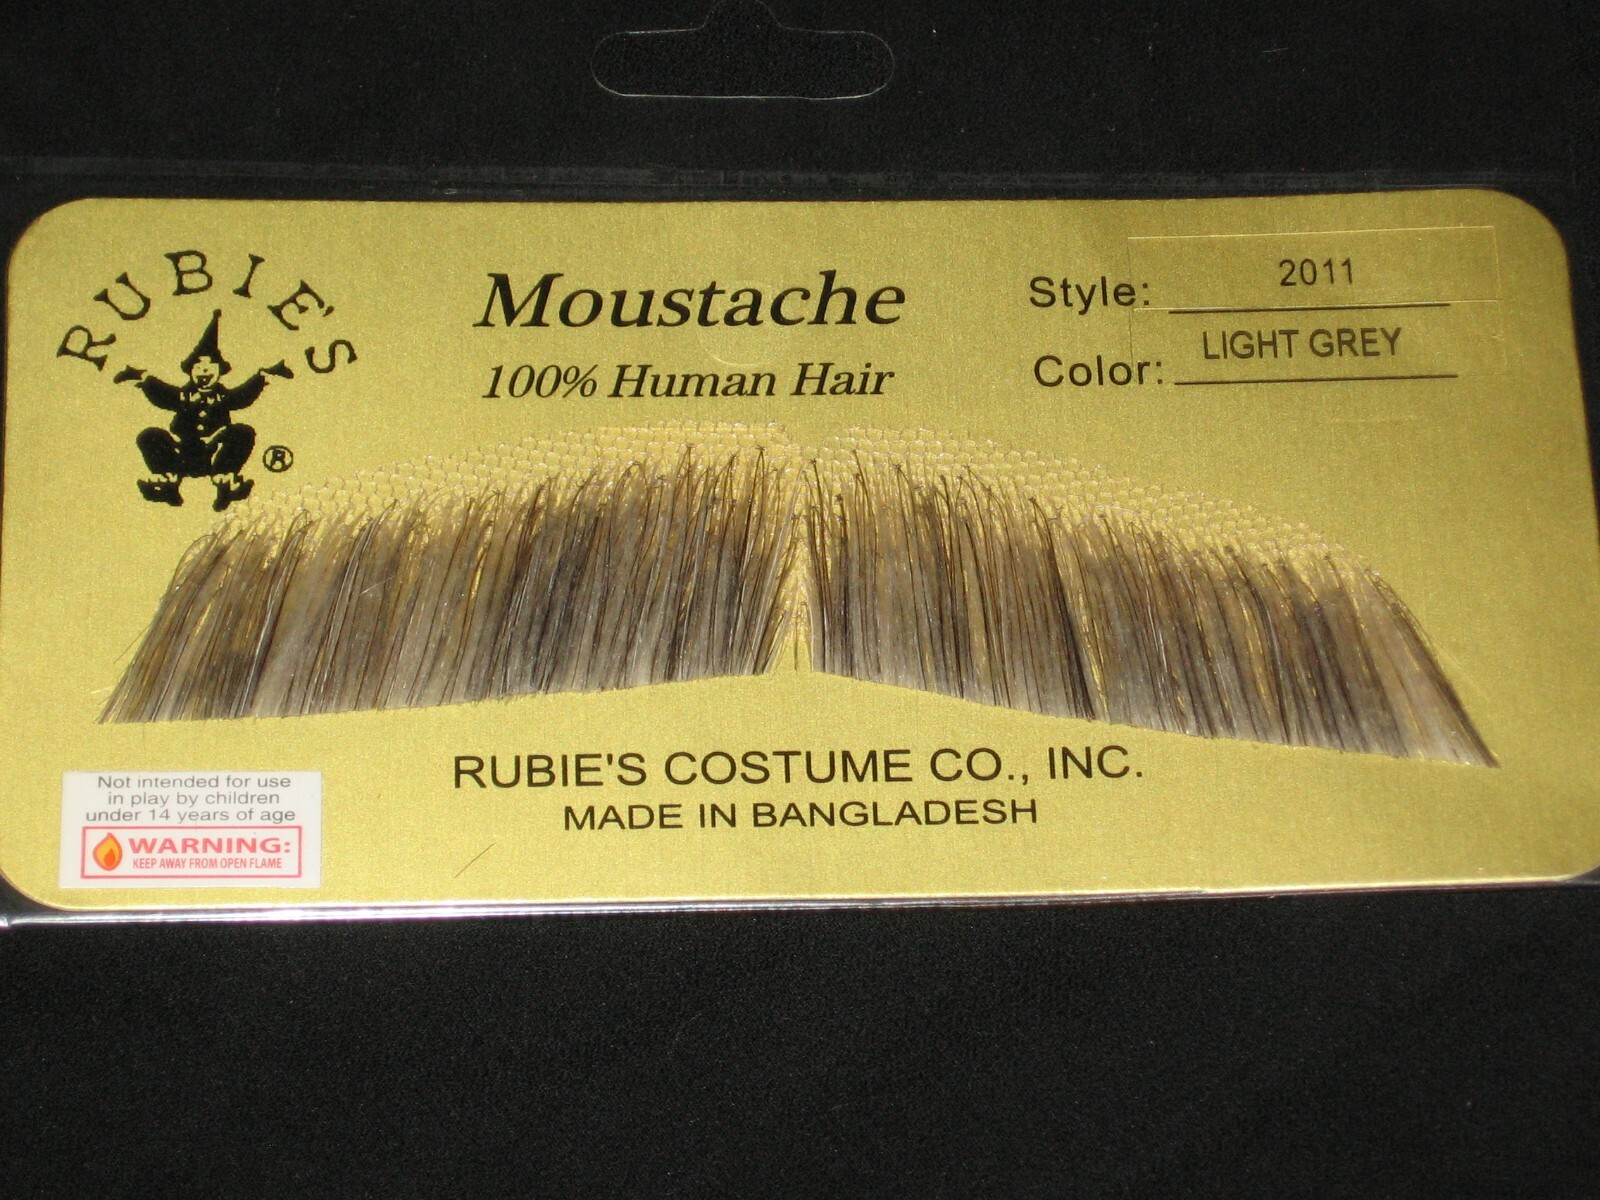 RUBIE'S
®
Moustache
100% Human Hair
Style: 2011
Color: LIGHT GREY
RUBIE'S COSTUME CO., INC.
MADE IN BANGLADESH
Not intended for use
in play by children
under 14 years of age
WARNING:
KEEP AWAY FROM OPEN FLAME